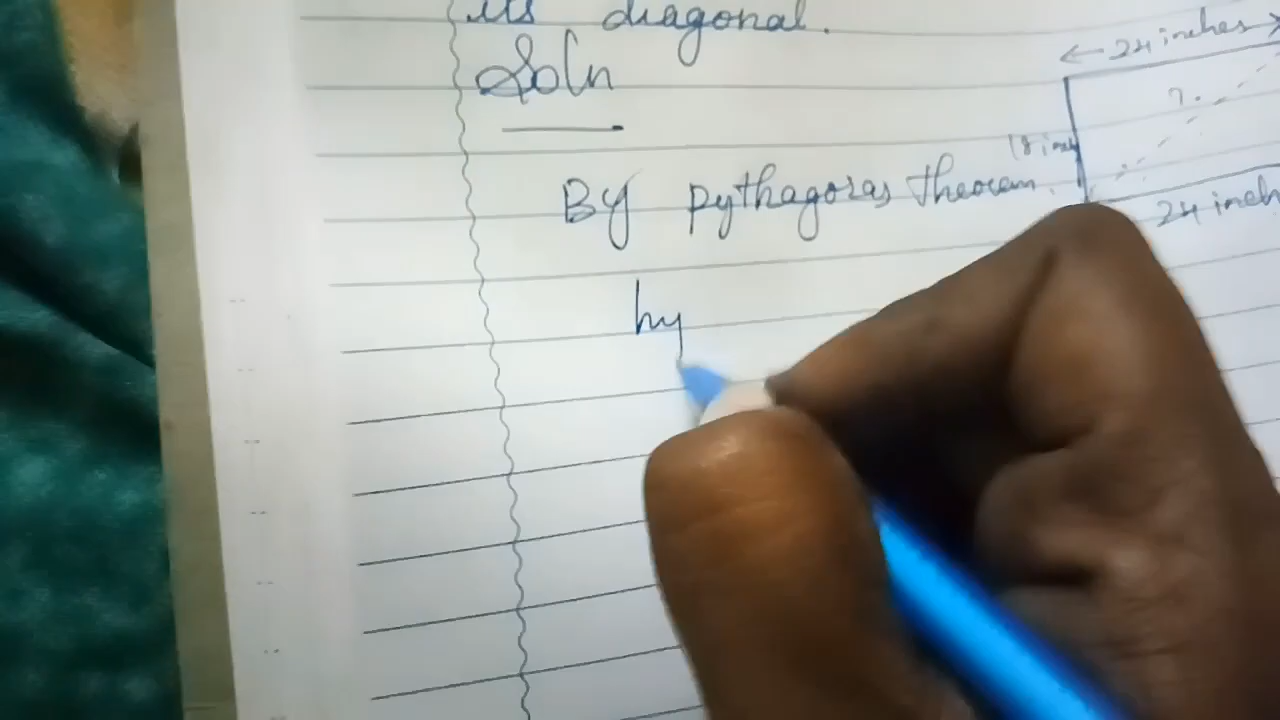 its diagonal.
Soln
24 inches
?
18 inch
By pythagoras theorem.
24 inch
hy